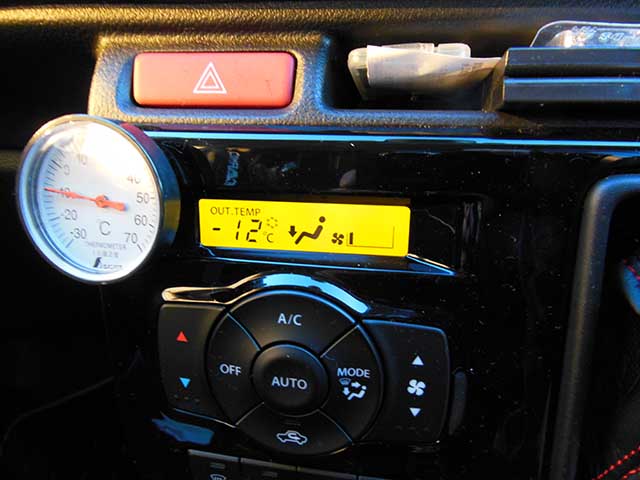 10
0
-10
-20
-30
40
50
60
70
°C
THERMOMETER
OUT.TEMP
-12 °C
A/C
OFF
AUTO
MODE